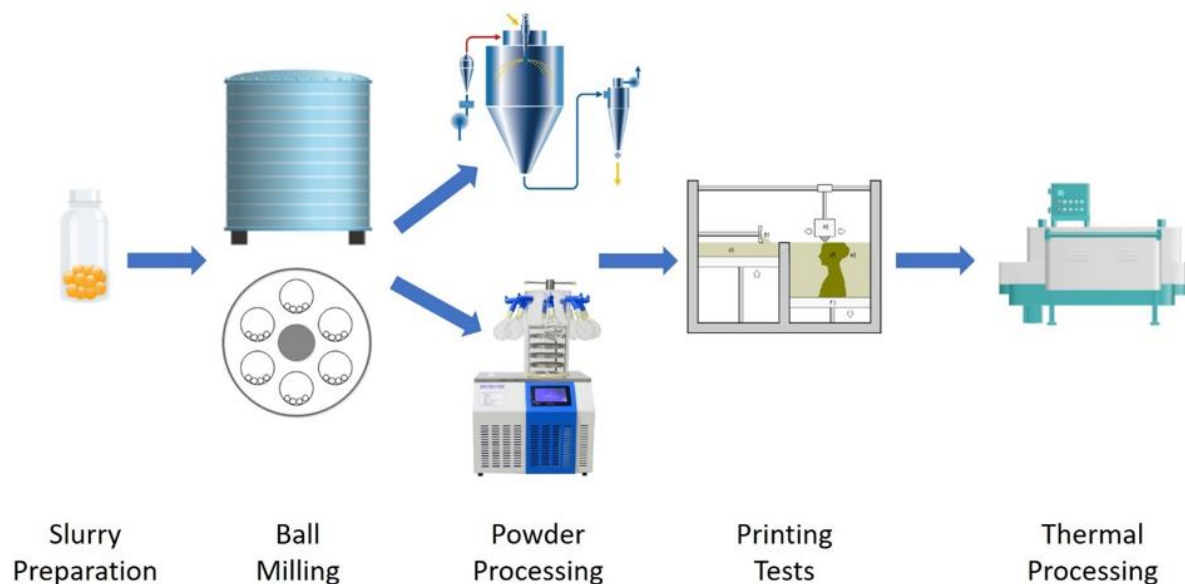 Slurry
Preparation
Ball
Milling
Powder
Processing
Printing
Tests
Thermal
Processing